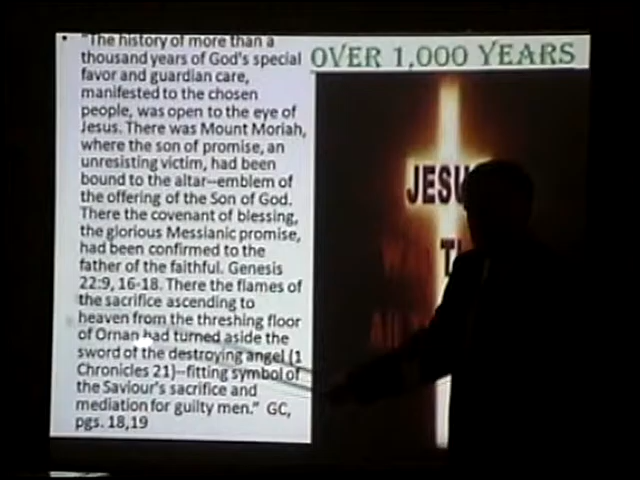 OVER 1,000 YEARS
• "The history of more than a
thousand years of God's special
favor and guardian care,
manifested to the chosen
people, was open to the eye of
Jesus. There was Mount Moriah,
where the son of promise, an
unresisting victim, had been
bound to the altar--emblem of
the offering of the Son of God.
There the covenant of blessing,
the glorious Messianic promise,
had been confirmed to the
father of the faithful. Genesis
22:9, 16-18. There the flames of
the sacrifice ascending to
heaven from the threshing floor
of Ornan had turned aside the
sword of the destroying angel (1
Chronicles 21)--fitting symbol of
the Saviour's sacrifice and
mediation for guilty men." GC,
pgs. 18,19
JESU